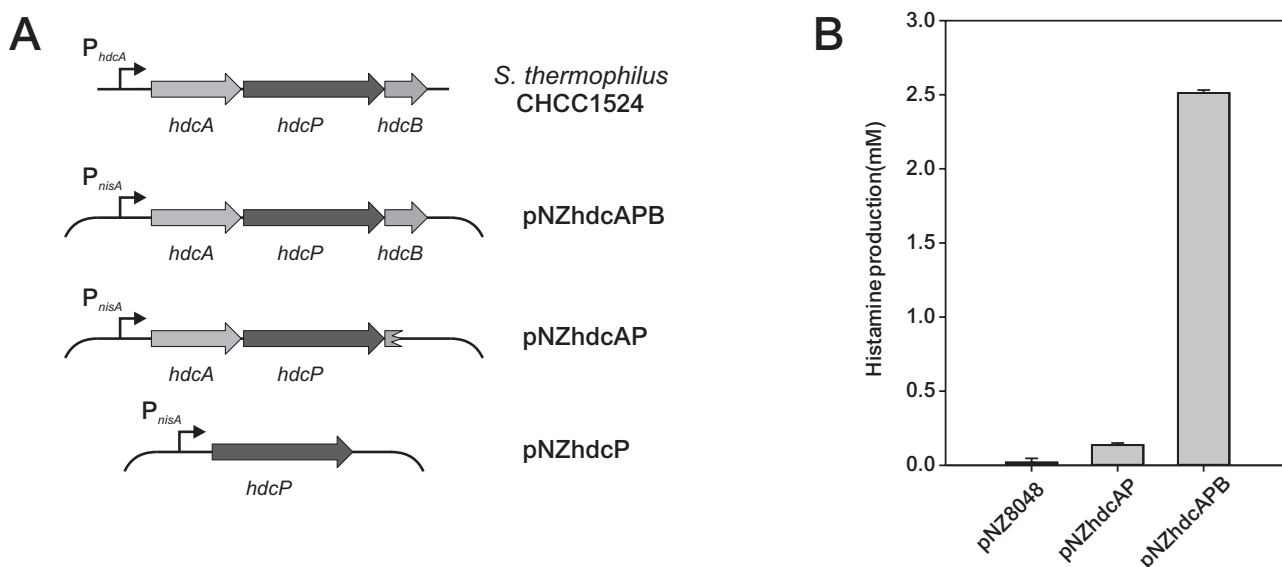 A
P hdcA
hdcA hdcP hdcB
S. thermophilus
CHCC1524
P nisA
hdcA hdcP hdcB
pNZhdcAPB
P nisA
hdcA hdcP
pNZhdcAP
P nisA
hdcP
pNZhdcP
B
Histamine production (mM)
3.0
2.5
2.0
1.5
1.0
0.5
0.0
pNZ8048
pNZhdcAP
pNZhdcAPB